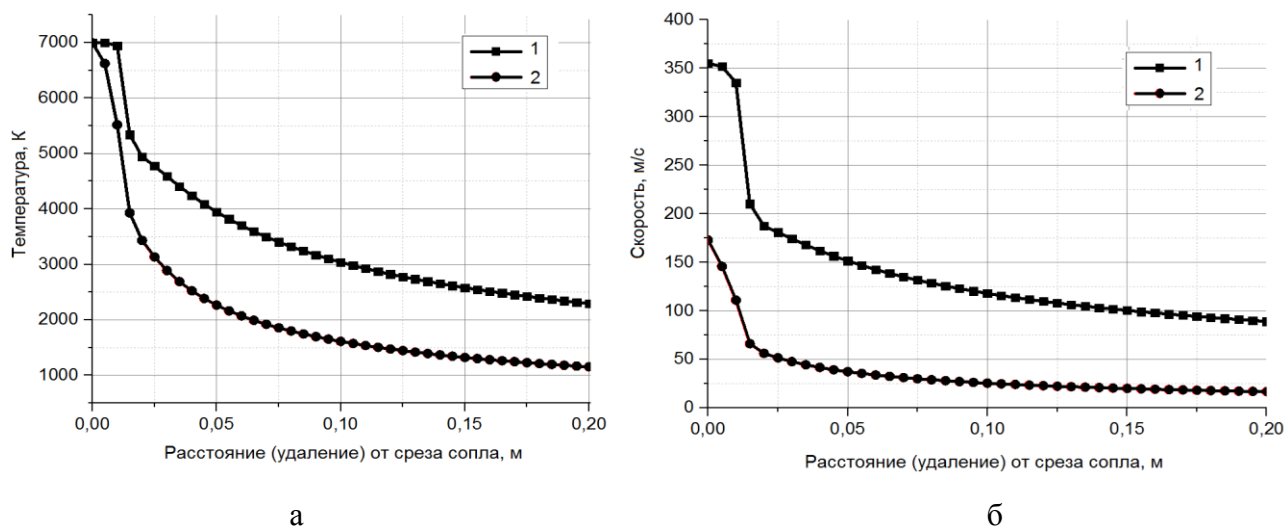 7000
6000
5000
4000
3000
2000
1000
Температура, К
1
2
0,00 0,05 0,10 0,15 0,20
Расстояние (удаление) от среза сопла, м
а
400
350
300
250
200
150
100
50
0
Скорость, м/с
1
2
0,00 0,05 0,10 0,15 0,20
Расстояние (удаление) от среза сопла, м
б